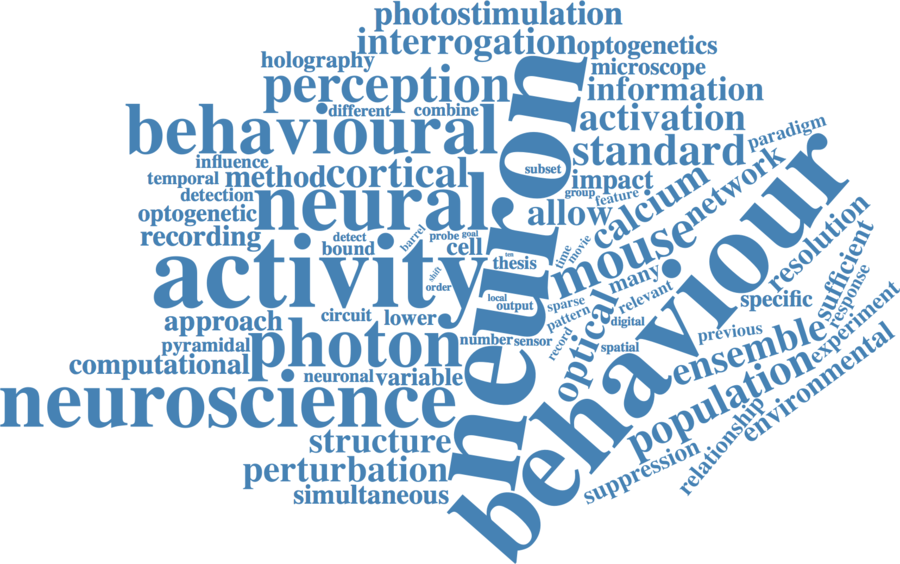 photostimulation
interrogation
optogenetics
holography
microscope
perception
information
different
combine
behavioural
activation
paradigm
neuron
standard
influence
temporal
method
cortical
subset
impact
network
detection
neural
group
feature
calcium
optogenetic
allow
recording
detect
bound
barrel
probe
goal
cell
time
movie
mouse
behaviour
activity
ten
thesis
many
resolution
shift
order
local
output
sparse
relevant
specific
sufficient
approach
circuit
lower
pattern
digital
optical
response
pyramidal
photon
number
sensor
record
spatial
previous
computational
neuronal
variable
ensemble
experiment
neuroscience
population
environmental
structure
relationship
perturbation
suppression
simultaneous